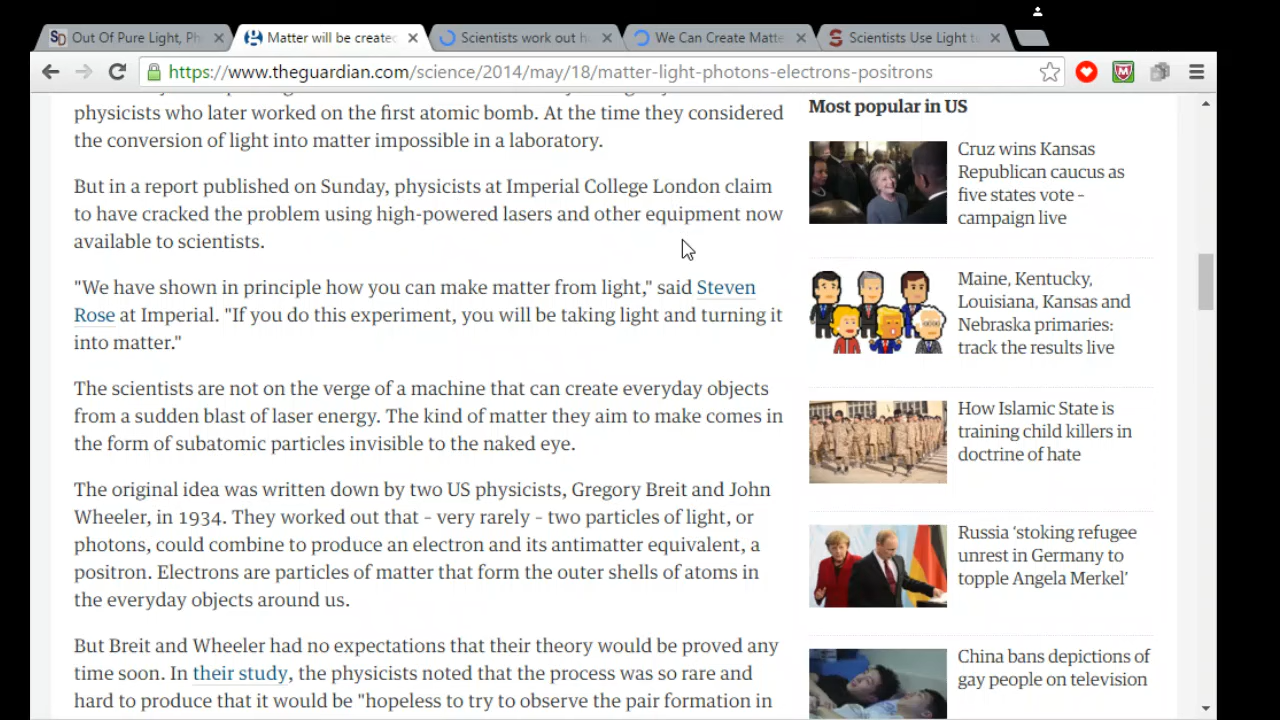 Out Of Pure Light, Ph
Matter will be create
Scientists work out h
We Can Create Matte
Scientists Use Light t
https://www.theguardian.com/science/2014/may/18/matter-light-photons-electrons-positrons
physicists who later worked on the first atomic bomb. At the time they considered
the conversion of light into matter impossible in a laboratory.
But in a report published on Sunday, physicists at Imperial College London claim
to have cracked the problem using high-powered lasers and other equipment now
available to scientists.
"We have shown in principle how you can make matter from light," said Steven
Rose at Imperial. "If you do this experiment, you will be taking light and turning it
into matter."
The scientists are not on the verge of a machine that can create everyday objects
from a sudden blast of laser energy. The kind of matter they aim to make comes in
the form of subatomic particles invisible to the naked eye.
The original idea was written down by two US physicists, Gregory Breit and John
Wheeler, in 1934. They worked out that – very rarely – two particles of light, or
photons, could combine to produce an electron and its antimatter equivalent, a
positron. Electrons are particles of matter that form the outer shells of atoms in
the everyday objects around us.
But Breit and Wheeler had no expectations that their theory would be proved any
time soon. In their study, the physicists noted that the process was so rare and
hard to produce that it would be "hopeless to try to observe the pair formation in
Most popular in US
Cruz wins Kansas
Republican caucus as
five states vote –
campaign live
Maine, Kentucky,
Louisiana, Kansas and
Nebraska primaries:
track the results live
How Islamic State is
training child killers in
doctrine of hate
Russia ‘stoking refugee
unrest in Germany to
topple Angela Merkel’
China bans depictions of
gay people on television